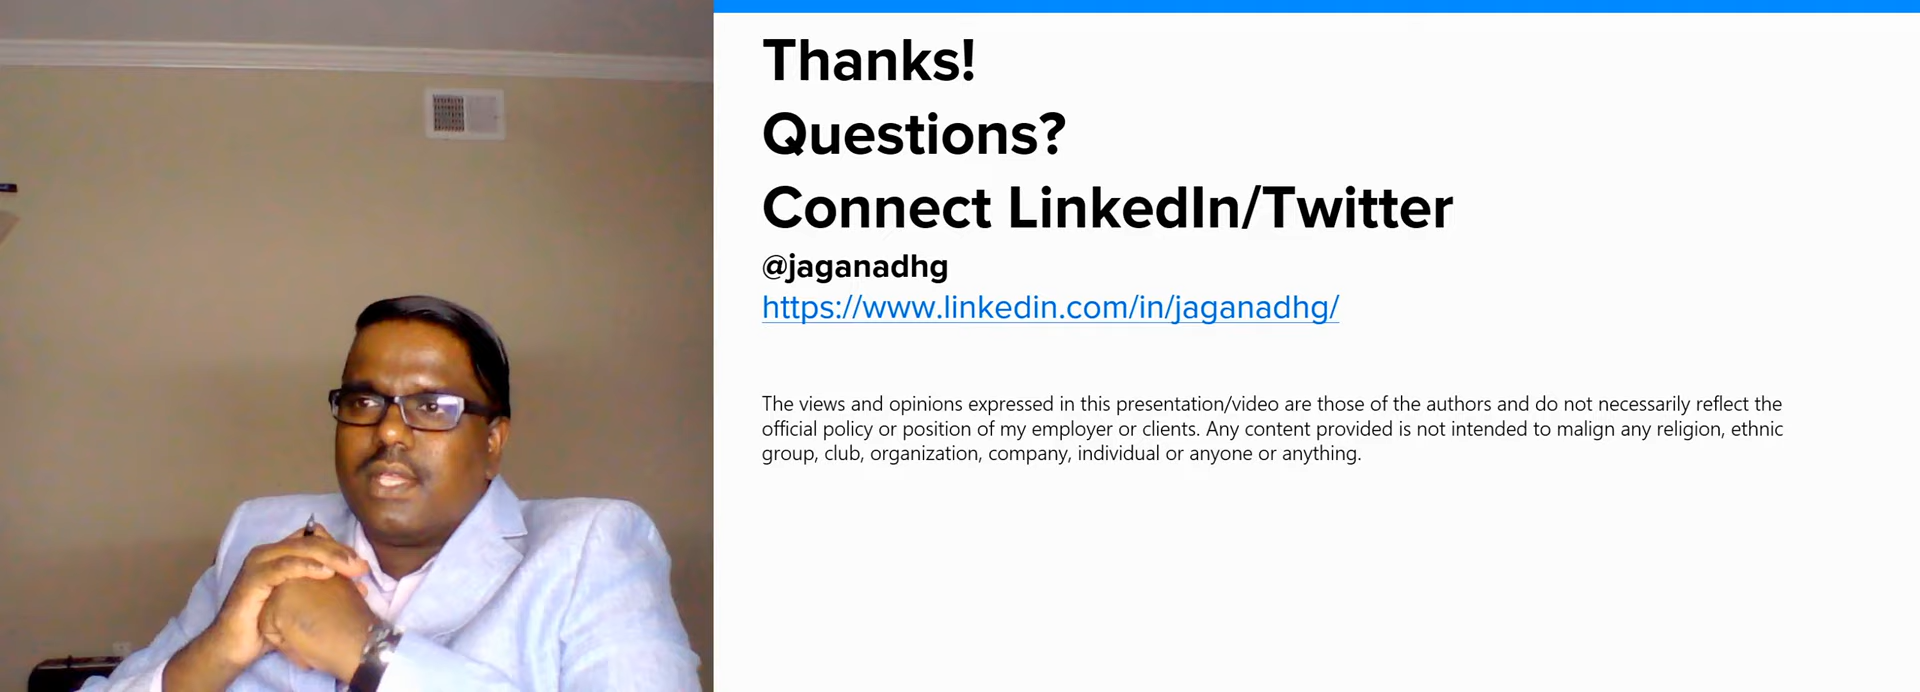 Thanks!
Questions?
Connect LinkedIn/Twitter
@jaganadhg
https://www.linkedin.com/in/jaganadhg/
The views and opinions expressed in this presentation/video are those of the authors and do not necessarily reflect the
official policy or position of my employer or clients. Any content provided is not intended to malign any religion, ethnic
group, club, organization, company, individual or anyone or anything.